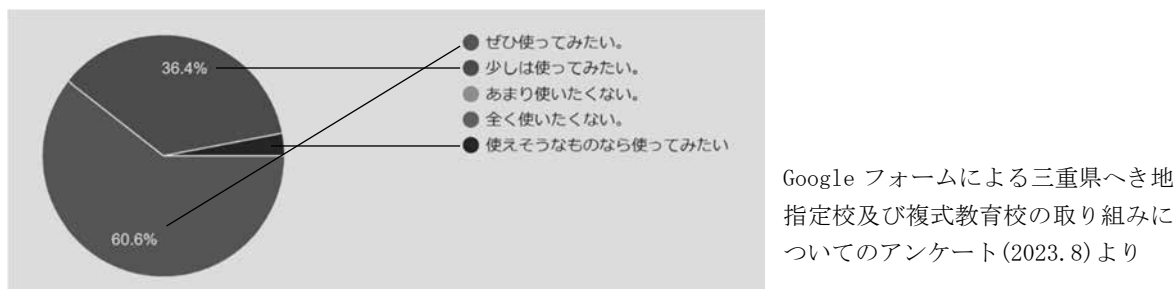 36.4%
60.6%
ぜひ使ってみたい。
少しは使ってみたい。
あまり使いたくない。
全く使いたくない。
使えそうなものなら使ってみたい
Google フォームによる三重県へき地
指定校及び複式教育校の取り組みに
ついてのアンケート(2023.8)より